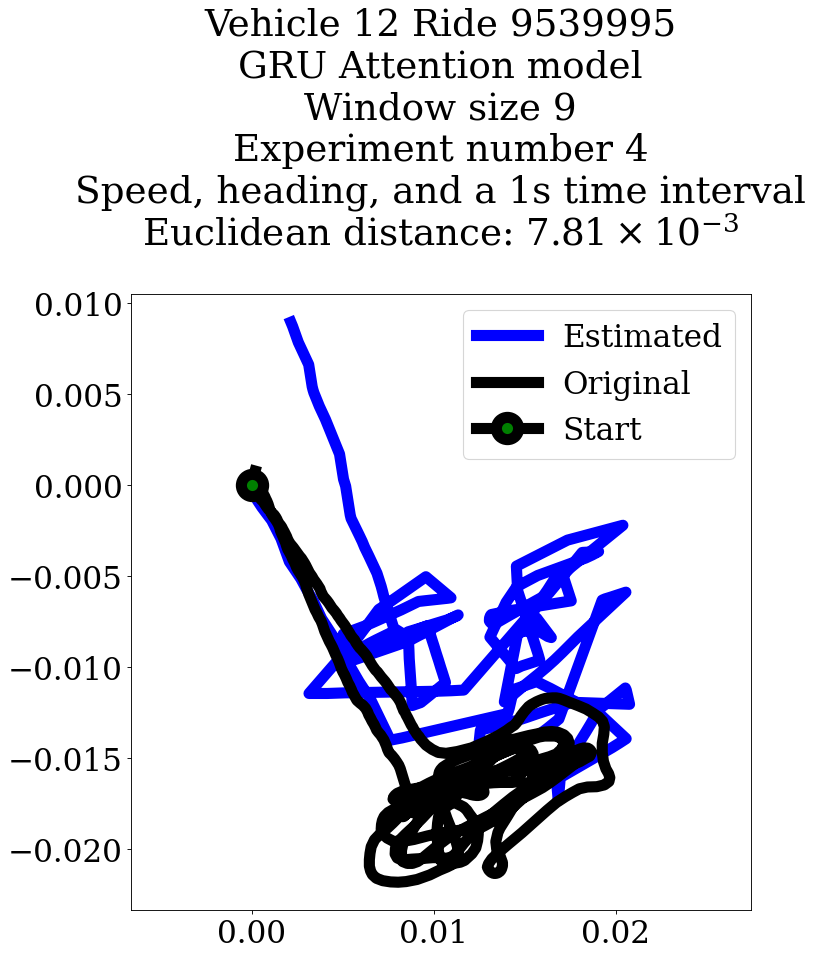 Vehicle 12 Ride 9539995
GRU Attention model
Window size 9
Experiment number 4
Speed, heading, and a 1s time interval
Euclidean distance: 7.81 × 10⁻³
Estimated
Original
Start
0.010
0.005
0.000
−0.005
−0.010
−0.015
−0.020
0.00 0.01 0.02